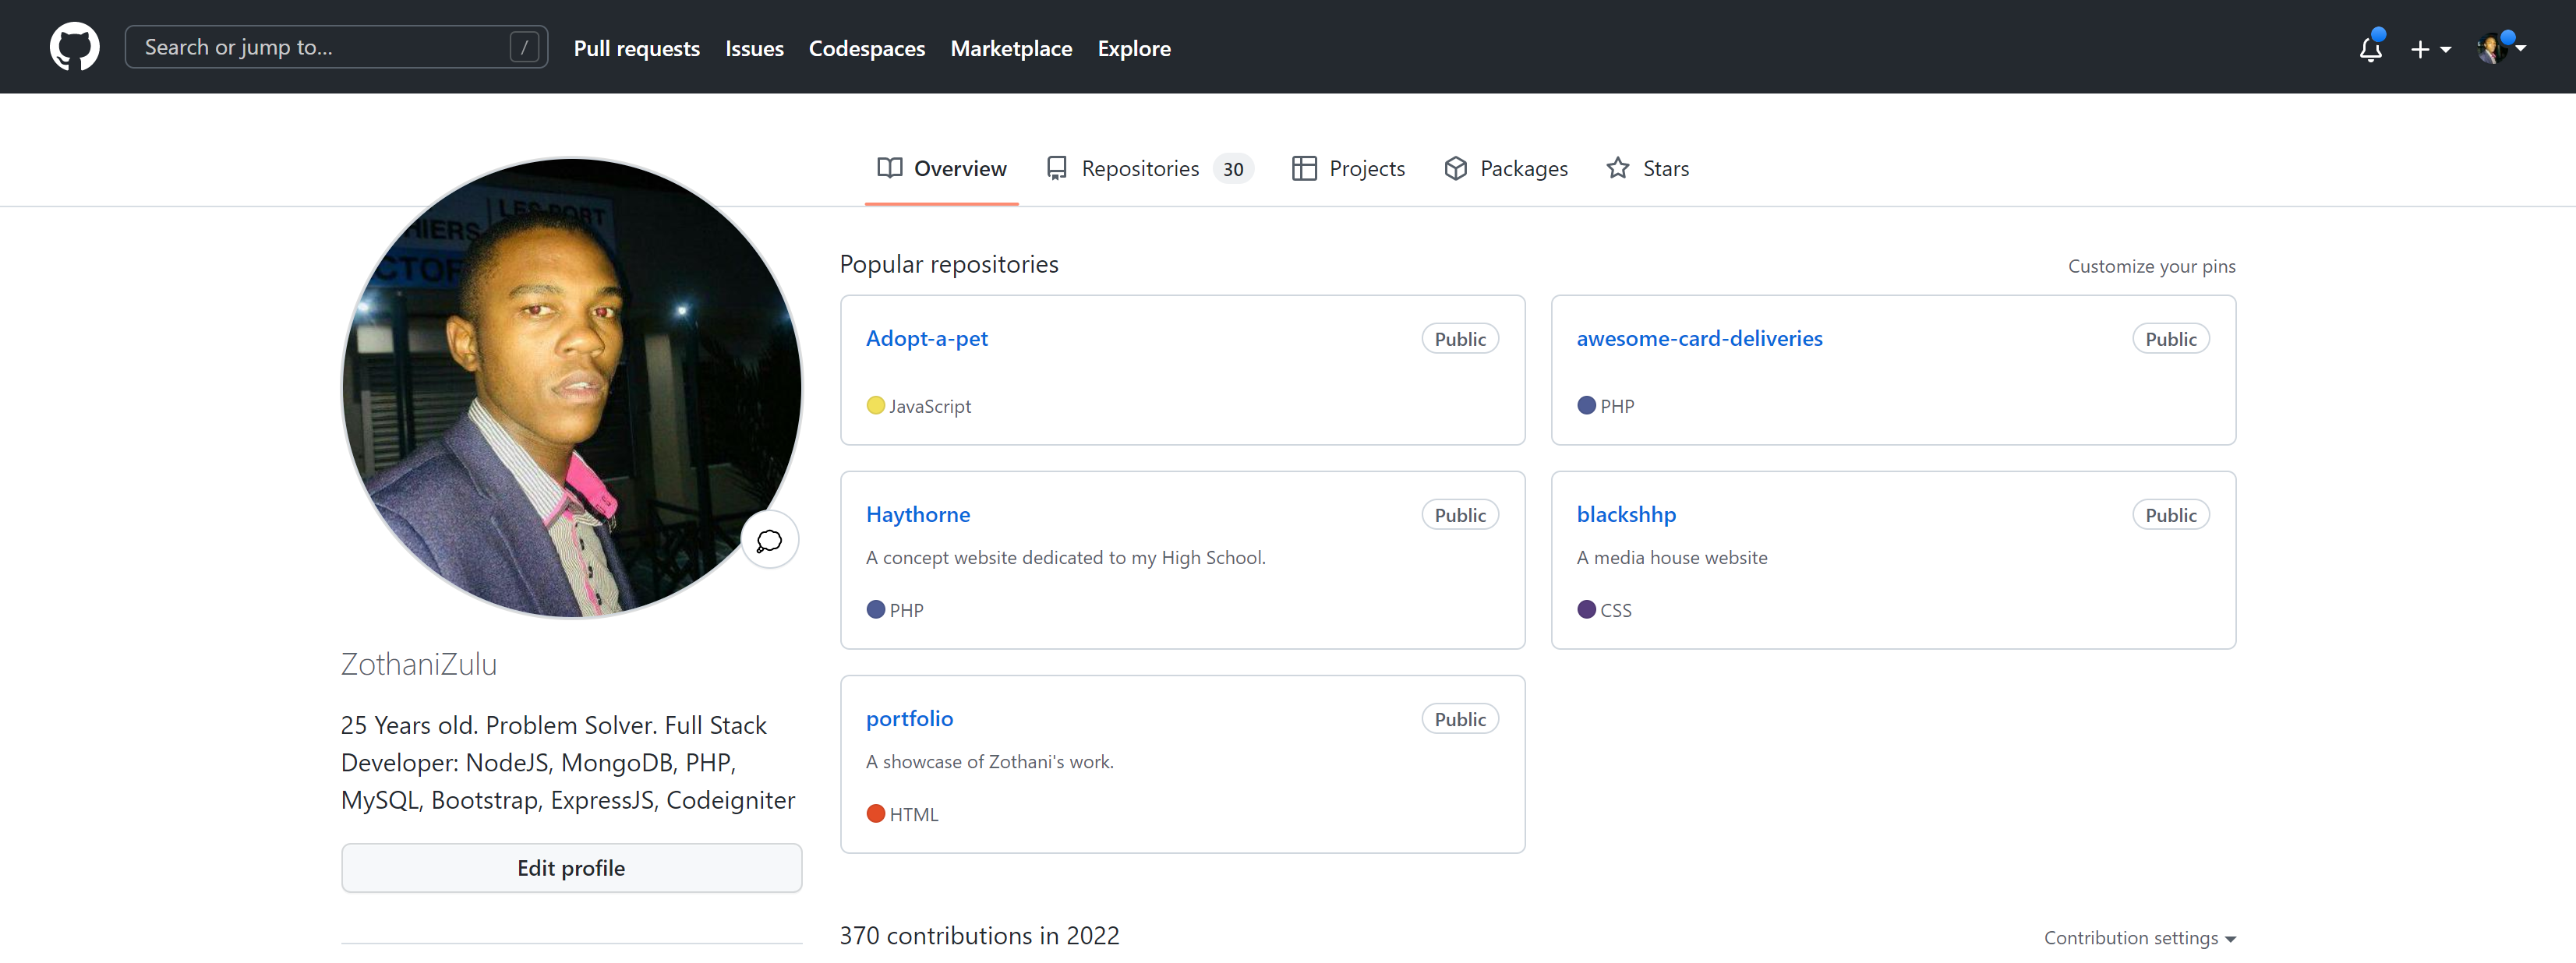 Search or jump to...
/
Pull requests
Issues
Codespaces
Marketplace
Explore
Overview
Repositories 30
Projects
Packages
Stars
LES PORT
HIERS
CTOF
ZothaniZulu
25 Years old. Problem Solver. Full Stack
Developer: NodeJS, MongoDB, PHP,
MySQL, Bootstrap, ExpressJS, Codeigniter
Edit profile
Popular repositories
Customize your pins
Adopt-a-pet
Public
JavaScript
awesome-card-deliveries
Public
PHP
Haythorne
Public
A concept website dedicated to my High School.
PHP
blackshhp
Public
A media house website
CSS
portfolio
Public
A showcase of Zothani's work.
HTML
370 contributions in 2022
Contribution settings